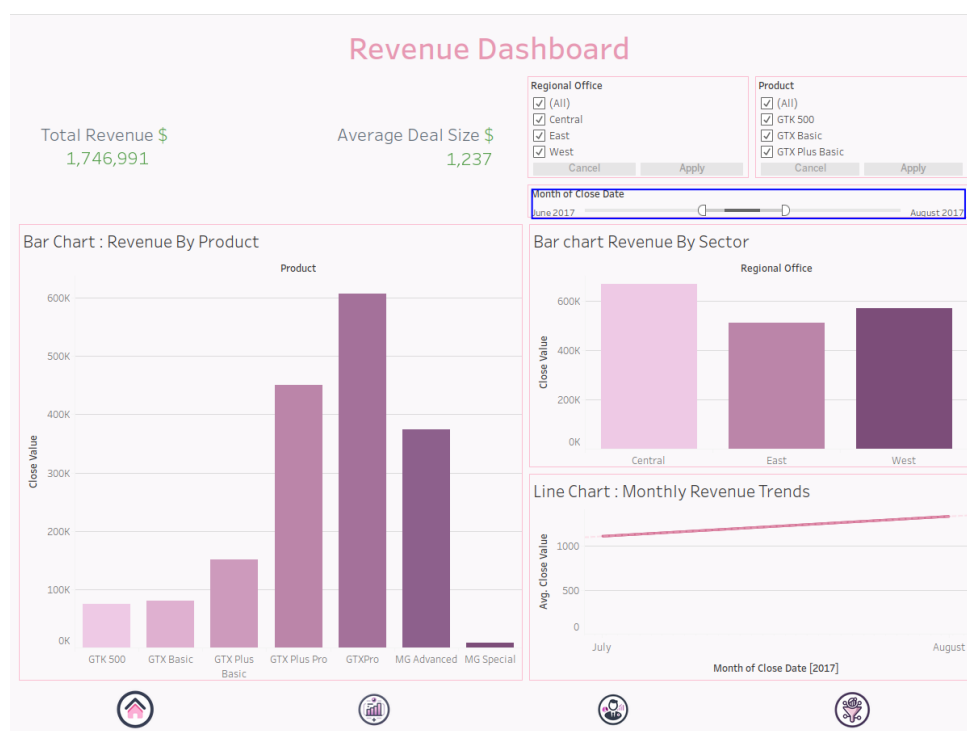 Revenue Dashboard
Total Revenue $
1,746,991
Average Deal Size $
1,237
Regional Office
(All)
Central
East
West
Cancel Apply
Product
(All)
GTK 500
GTX Basic
GTX Plus Basic
Cancel Apply
Month of Close Date
June 2017 August 2017
Bar Chart : Revenue By Product
Product
Close Value
600K
500K
400K
300K
200K
100K
0K
GTK 500 GTX Basic GTX Plus Basic GTX Plus Pro GTXPro MG Advanced MG Special
Bar chart Revenue By Sector
Regional Office
Close Value
600K
400K
200K
0K
Central East West
Line Chart : Monthly Revenue Trends
Avg. Close Value
1000
500
0
July August
Month of Close Date [2017]